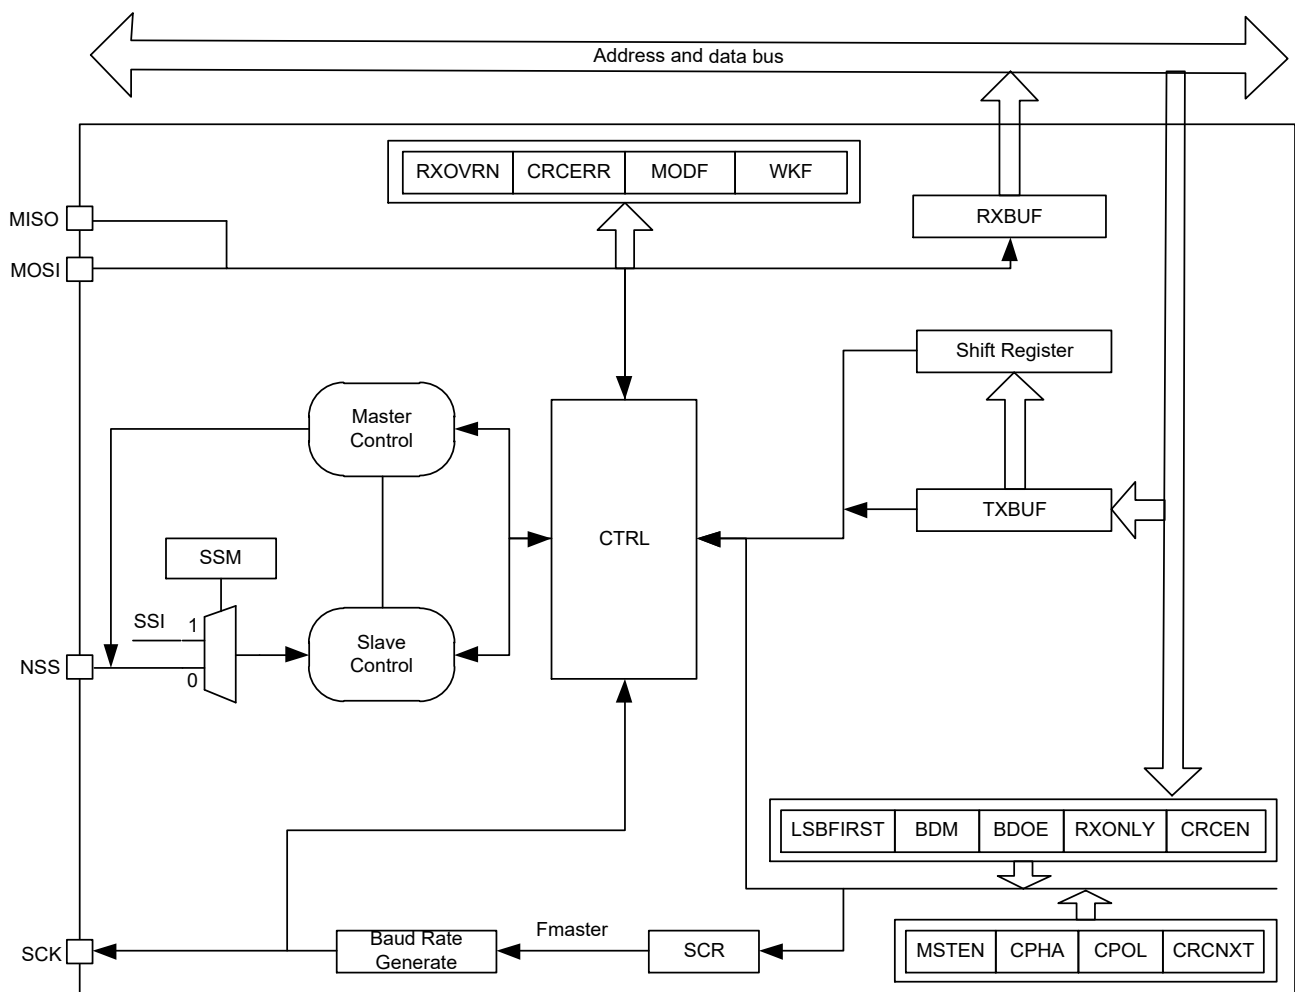 Address and data bus
RXOVRN CRCERR MODF WKF
MISO
RXBUF
MOSI
Shift Register
Master
Control
TXBUF
CTRL
SSM
SSI 1
Slave
Control
NSS
0
LSBFIRST BDM BDOE RXONLY CRCEN
Fmaster
Baud Rate
Generate
SCR
MSTEN CPHA CPOL CRCNXT
SCK